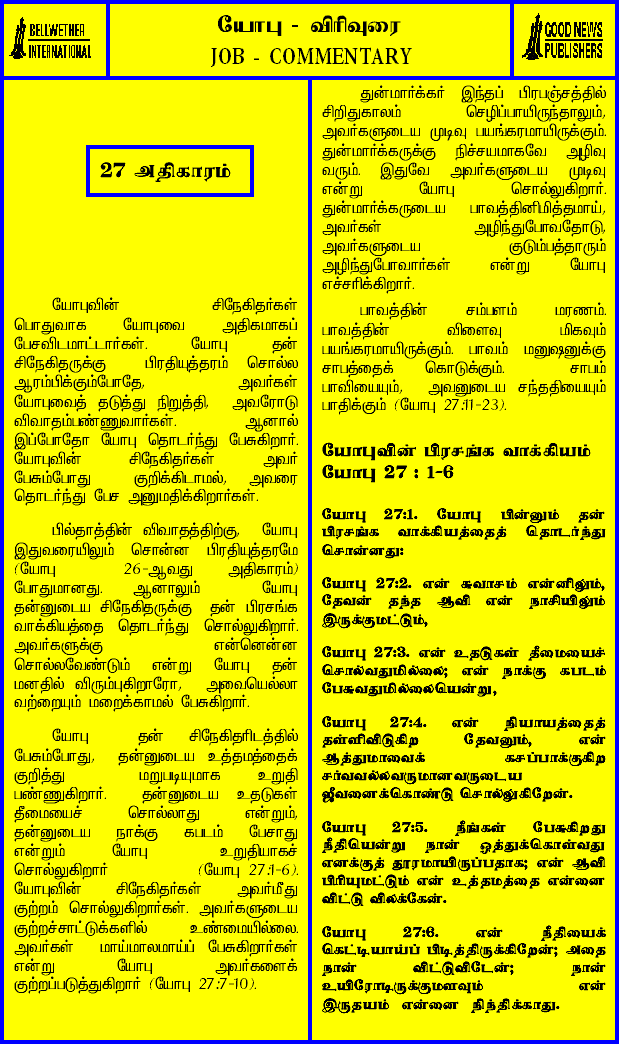 BELLWETHER
INTERNATIONAL
யோபு - விரிவுரை
JOB - COMMENTARY
GOOD NEWS
PUBLISHERS
27 அதிகாரம்
யோபுவின் சிநேகிதர்கள்
பொதுவாக யோபுவை அதிகமாகப்
பேசவிடமாட்டார்கள். யோபு தன்
சிநேகிதருக்கு பிரதியுத்தரம் சொல்ல
ஆரம்பிக்கும்போதே, அவர்கள்
யோபுவைத் தடுத்து நிறுத்தி, அவரோடு
விவாதம்பண்ணுவார்கள். ஆனால்
இப்போதோ யோபு தொடர்ந்து பேசுகிறார்.
யோபுவின் சிநேகிதர்கள் அவர்
பேசும்போது குறிக்கிடாமல், அவரை
தொடர்ந்து பேச அனுமதிக்கிறார்கள்.
பில்தாத்தின் விவாதத்திற்கு, யோபு
இதுவரையிலும் சொன்ன பிரதியுத்தரமே
(யோபு 26-ஆவது அதிகாரம்)
போதுமானது. ஆனாலும் யோபு
தன்னுடைய சிநேகிதருக்கு தன் பிரசங்க
வாக்கியத்தை தொடர்ந்து சொல்லுகிறார்.
அவர்களுக்கு என்னென்ன
சொல்லவேண்டும் என்று யோபு தன்
மனதில் விரும்புகிறாரோ, அவையெல்லா
வற்றையும் மறைக்காமல் பேசுகிறார்.
யோபு தன் சிநேகிதரிடத்தில்
பேசும்போது, தன்னுடைய உத்தமத்தைக்
குறித்து மறுபடியுமாக உறுதி
பண்ணுகிறார். தன்னுடைய உதடுகள்
தீமையைச் சொல்லாது என்றும்,
தன்னுடைய நாக்கு கபடம் பேசாது
என்றும் யோபு உறுதியாகச்
சொல்லுகிறார் (யோபு 27:1-6).
யோபுவின் சிநேகிதர்கள் அவர்மீது
குற்றம் சொல்லுகிறார்கள். அவர்களுடைய
குற்றச்சாட்டுக்களில் உண்மையில்லை.
அவர்கள் மாய்மாலமாய்ப் பேசுகிறார்கள்
என்று யோபு அவர்களைக்
குற்றப்படுத்துகிறார் (யோபு 27:7-10).
துன்மார்க்கர் இந்தப் பிரபஞ்சத்தில்
சிறிதுகாலம் செழிப்பாயிருந்தாலும்,
அவர்களுடைய முடிவு பயங்கரமாயிருக்கும்.
துன்மார்க்கருக்கு நிச்சயமாகவே அழிவு
வரும். இதுவே அவர்களுடைய முடிவு
என்று யோபு சொல்லுகிறார்.
துன்மார்க்கருடைய பாவத்தினிமித்தமாய்,
அவர்கள் அழிந்துபோவதோடு,
அவர்களுடைய குடும்பத்தாரும்
அழிந்துபோவார்கள் என்று யோபு
எச்சரிக்கிறார்.
பாவத்தின் சம்பளம் மரணம்.
பாவத்தின் விளைவு மிகவும்
பயங்கரமாயிருக்கும். பாவம் மனுஷனுக்கு
சாபத்தைக் கொடுக்கும். சாபம்
பாவியையும், அவனுடைய சந்ததியையும்
பாதிக்கும் (யோபு 27:11-23).
யோபுவின் பிரசங்க வாக்கியம்
யோபு 27 : 1-6
யோபு 27:1. யோபு பின்னும் தன்
பிரசங்க வாக்கியத்தைத் தொடர்ந்து
சொன்னது:
யோபு 27:2. என் சுவாசம் என்னிலும்,
தேவன் தந்த ஆவி என் நாசியிலும்
இருக்குமட்டும்,
யோபு 27:3. என் உதடுகள் தீமையைச்
சொல்வதுமில்லை; என் நாக்கு கபடம்
பேசுவதுமில்லையென்று,
யோபு 27:4. என் நியாயத்தைத்
தள்ளிவிடுகிற தேவனும், என்
ஆத்துமாவைக் கசப்பாக்குகிற
சர்வவல்லவருமானவருடைய
ஜீவனைக்கொண்டு சொல்லுகிறேன்.
யோபு 27:5. நீங்கள் பேசுகிறது
நீதியென்று நான் ஒத்துக்கொள்வது
எனக்குத் தூரமாயிருப்பதாக; என் ஆவி
பிரியுமட்டும் என் உத்தமத்தை என்னை
விட்டு விலக்கேன்.
யோபு 27:6. என் நீதியைக்
கெட்டியாய்ப் பிடித்திருக்கிறேன்; அதை
நான் விட்டுவிடேன்; நான்
உயிரோடிருக்குமளவும் என்
இருதயம் என்னை நிந்திக்காது.